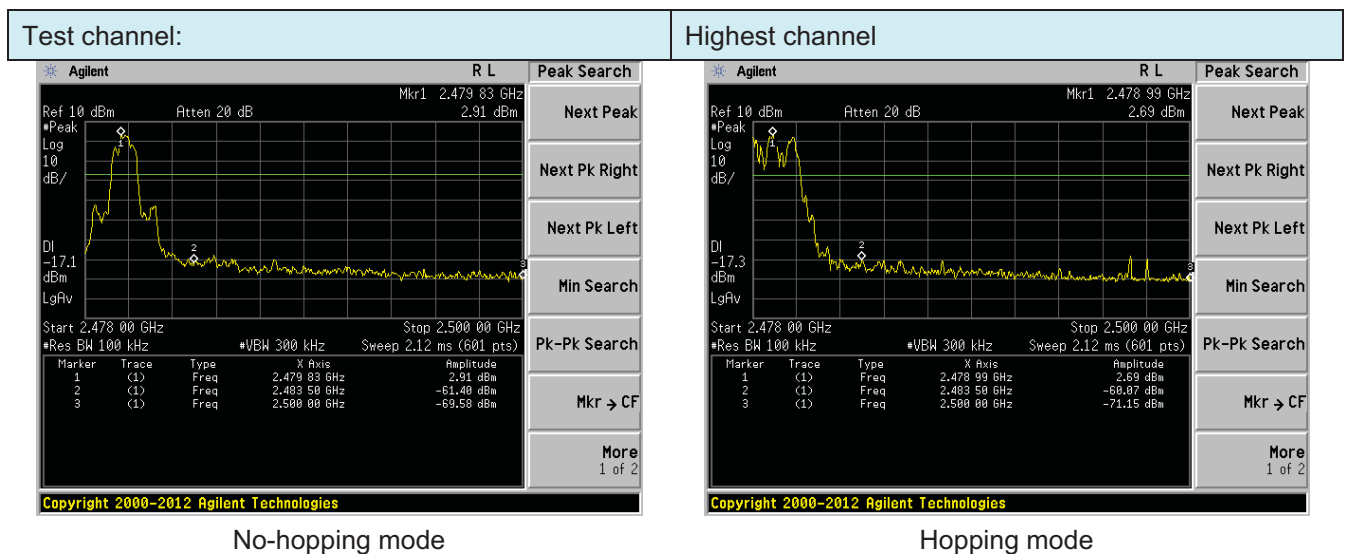 Test channel:
Highest channel
Agilent R L
Mkr1 2.479 83 GHz
Ref 10 dBm Atten 20 dB 2.91 dBm
#Peak
Log
10
dB/
1
2
3
DI
-17.1
dBm
LgAv
Start 2.478 00 GHz Stop 2.500 00 GHz
#Res BW 100 kHz #VBW 300 kHz Sweep 2.12 ms (601 pts)
Marker Trace Type X Axis Amplitude
1 (1) Freq 2.479 83 GHz 2.91 dBm
2 (1) Freq 2.483 50 GHz -61.40 dBm
3 (1) Freq 2.500 00 GHz -69.58 dBm
Copyright 2000-2012 Agilent Technologies
Peak Search
Next Peak
Next Pk Right
Next Pk Left
Min Search
Pk-Pk Search
Mkr → CF
More
1 of 2
No-hopping mode
Agilent R L
Mkr1 2.478 99 GHz
Ref 10 dBm Atten 20 dB 2.69 dBm
#Peak
Log
10
dB/
1
2
3
DI
-17.3
dBm
LgAv
Start 2.478 00 GHz Stop 2.500 00 GHz
#Res BW 100 kHz #VBW 300 kHz Sweep 2.12 ms (601 pts)
Marker Trace Type X Axis Amplitude
1 (1) Freq 2.478 99 GHz 2.69 dBm
2 (1) Freq 2.483 50 GHz -60.07 dBm
3 (1) Freq 2.500 00 GHz -71.15 dBm
Copyright 2000-2012 Agilent Technologies
Peak Search
Next Peak
Next Pk Right
Next Pk Left
Min Search
Pk-Pk Search
Mkr → CF
More
1 of 2
Hopping mode